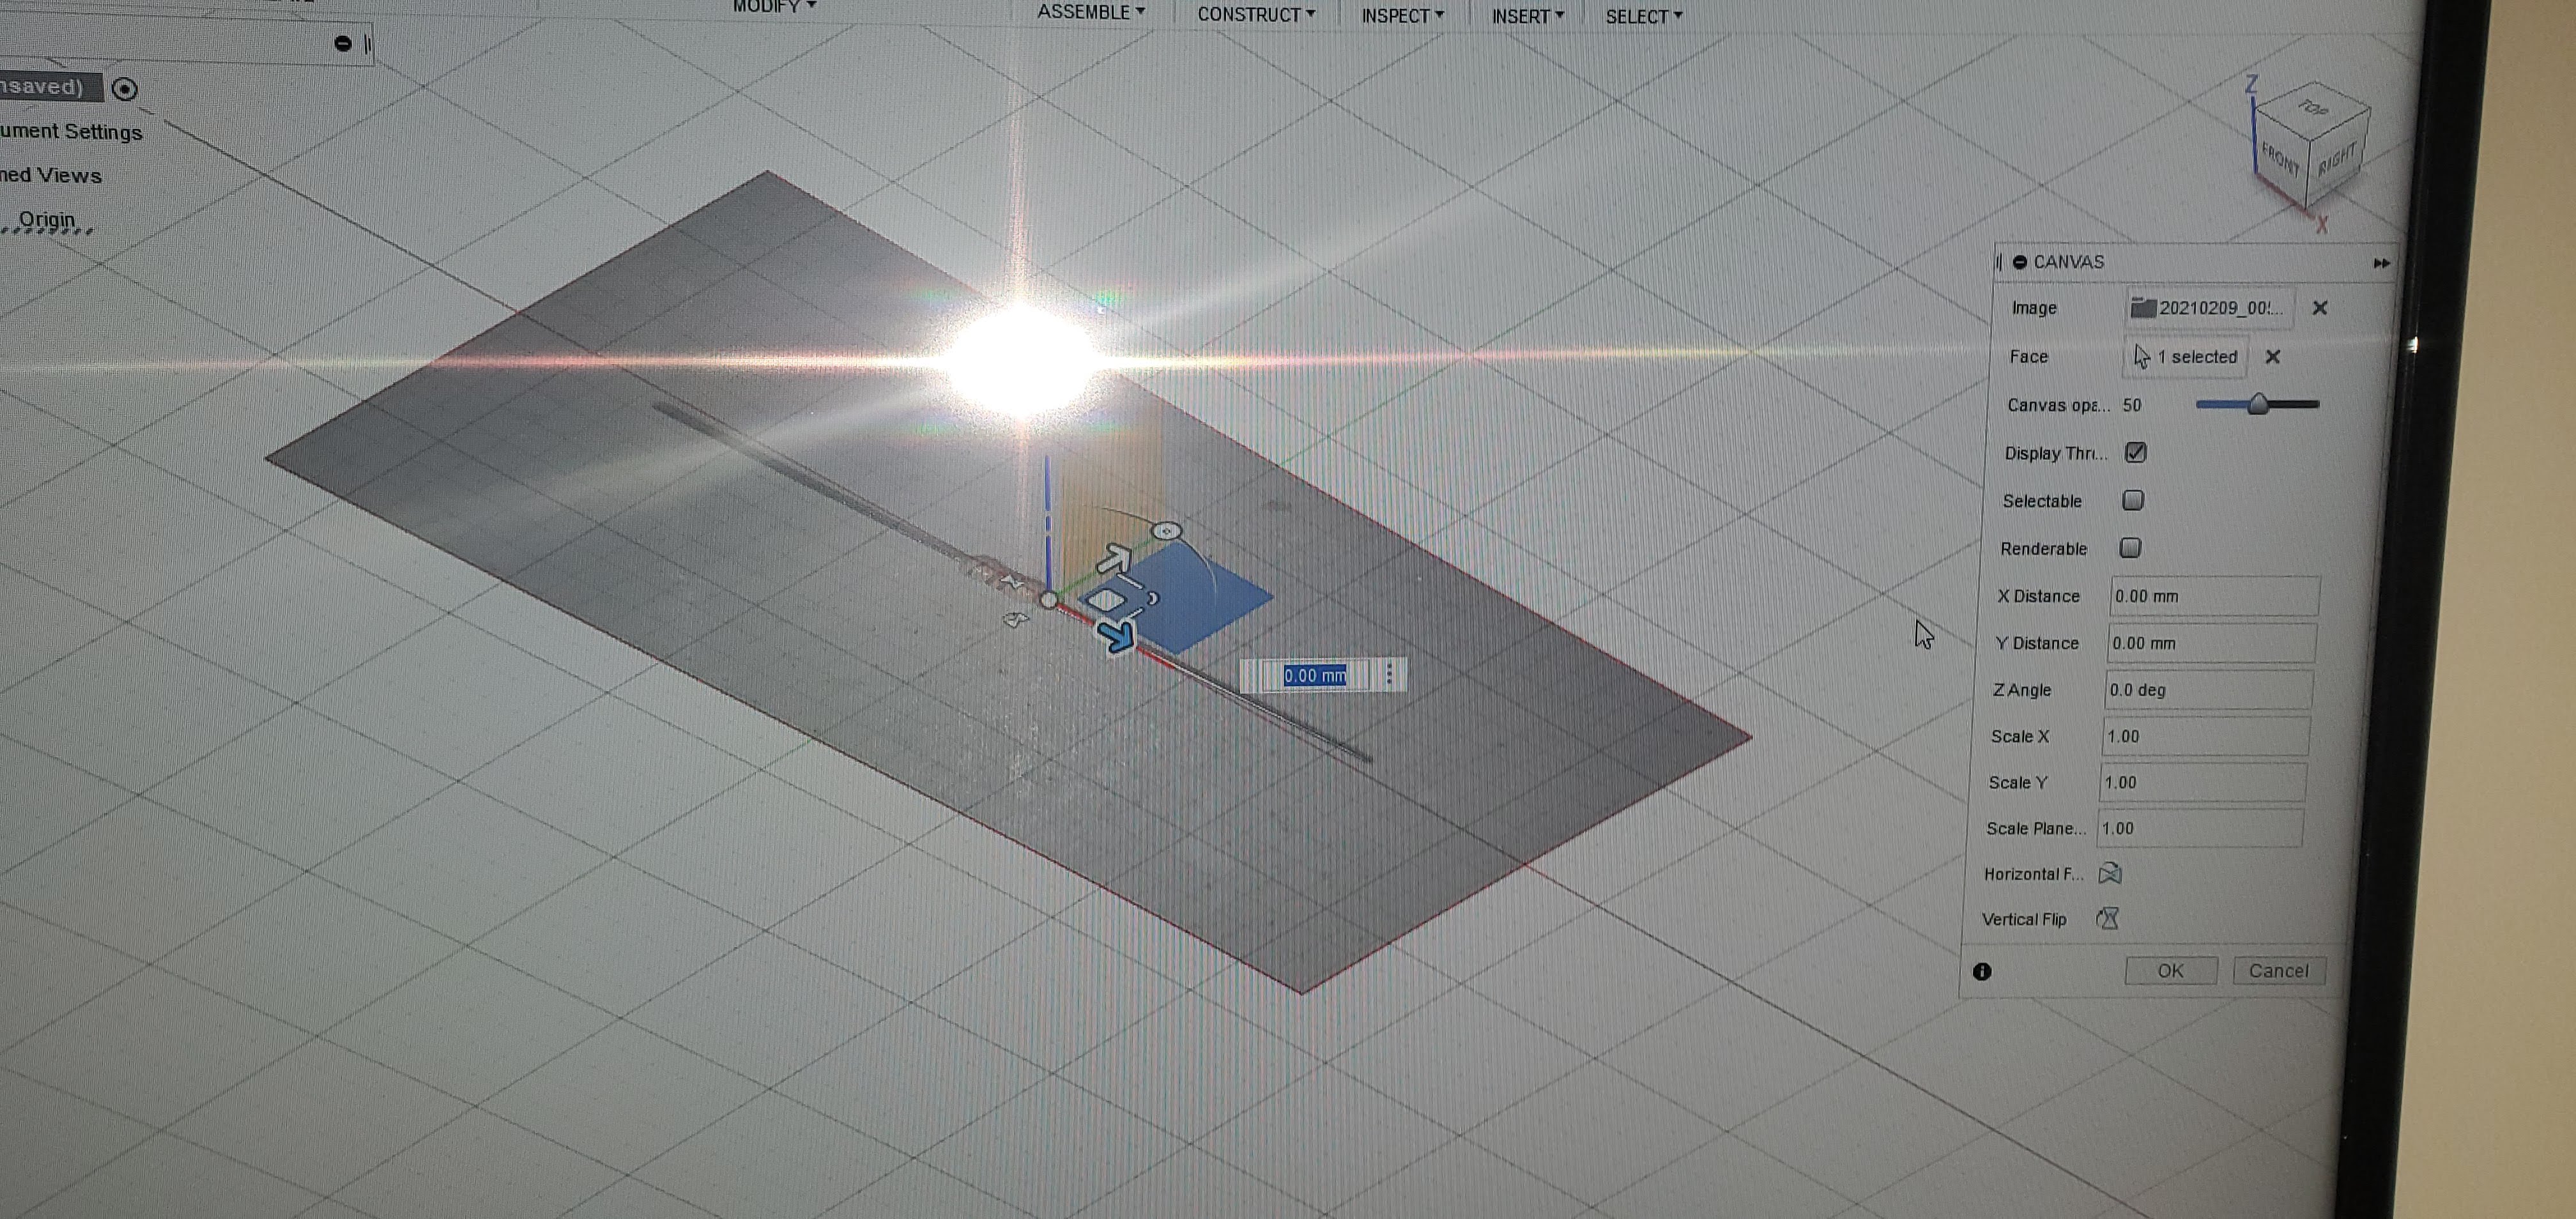 MODIFY
ASSEMBLE
CONSTRUCT
INSPECT
INSERT
SELECT
nsaved)
ument Settings
ned Views
Origin
Z
TOP
FRONT
RIGHT
X
CANVAS
Image 20210209_00...
Face 1 selected
Canvas opa... 50
Display Thr...
Selectable
Renderable
X Distance 0.00 mm
Y Distance 0.00 mm
Z Angle 0.0 deg
Scale X 1.00
Scale Y 1.00
Scale Plane... 1.00
Horizontal F...
Vertical Flip
OK Cancel
0.00 mm